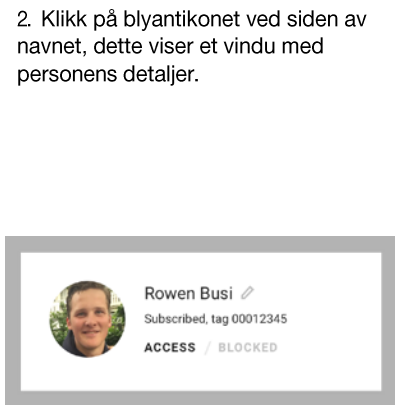 2. Klikk på blyantikonet ved siden av
navnet, dette viser et vindu med
personens detaljer.
Rowen Busi
Subscribed, tag 00012345
ACCESS / BLOCKED